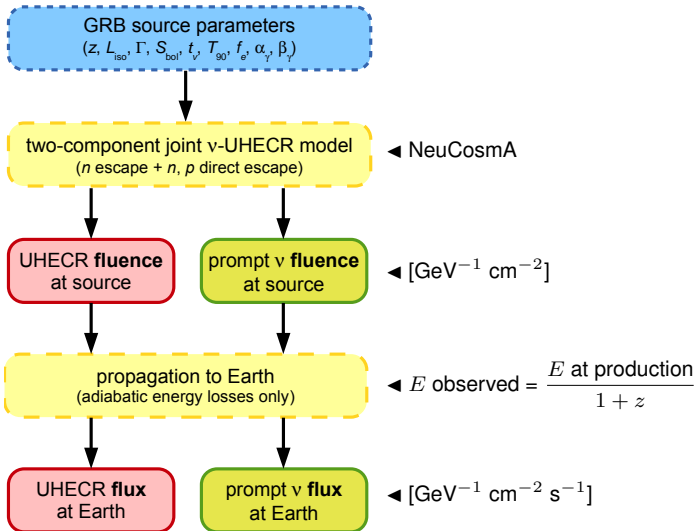 GRB source parameters
(z, L_iso, Γ, S_bol, t_v, T_90, f_e, α_γ, β_γ)
two-component joint ν-UHECR model
(n escape + n, p direct escape)
◄ NeuCosmA
UHECR fluence
at source
prompt ν fluence
at source
◄ [GeV⁻¹ cm⁻²]
propagation to Earth
(adiabatic energy losses only)
◄ E observed = E at production / 1 + z
UHECR flux
at Earth
prompt ν flux
at Earth
◄ [GeV⁻¹ cm⁻² s⁻¹]